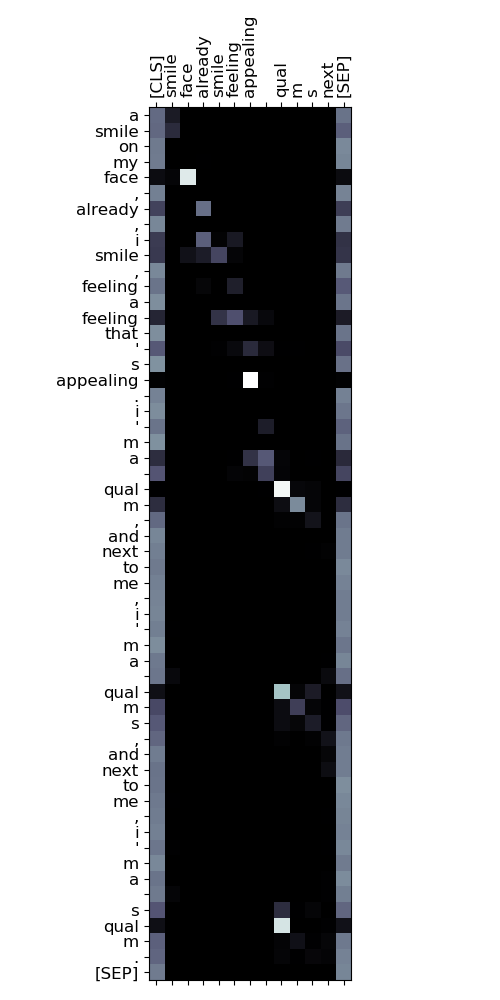 [CLS]
smile
face
already
smile
feeling
appealing
qual
m
s
next
[SEP]
a
smile
on
my
face
,
already
,
i
smile
,
feeling
a
feeling
that
'
s
appealing
.
i
'
m
a
qual
m
,
and
next
to
me
,
i
'
m
a
qual
m
s
,
and
next
to
me
,
i
'
m
a
s
qual
m
.
[SEP]